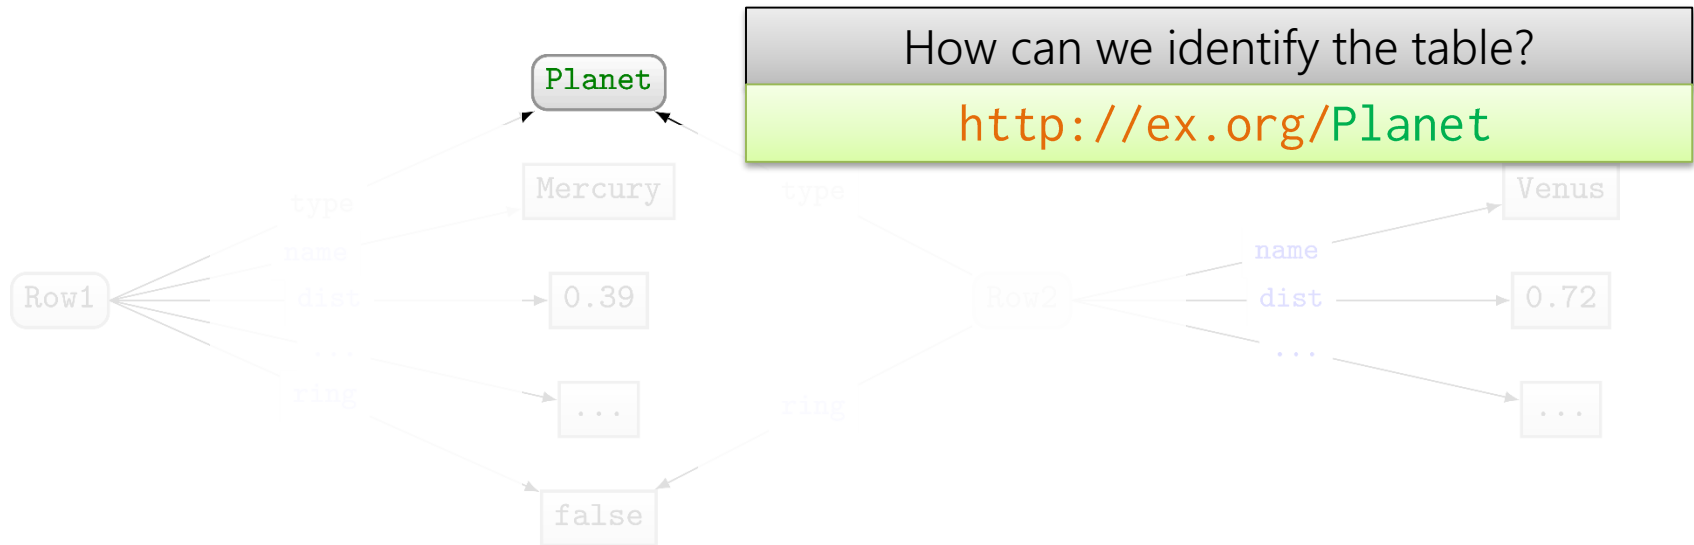 How can we identify the table?
http://ex.org/Planet
Planet
Mercury
Venus
type
type
name
name
Row1
dist
0.39
Row2
dist
0.72
...
...
ring
...
ring
...
false